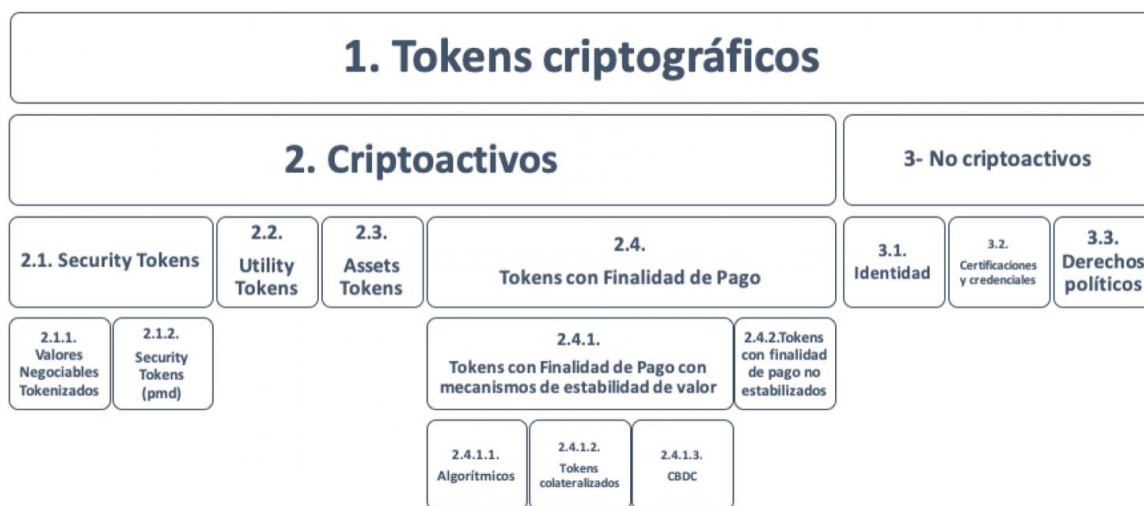 1. Tokens criptográficos
2. Criptoactivos
3- No criptoactivos
2.1. Security Tokens
2.2.
Utility
Tokens
2.3.
Assets
Tokens
2.4.
Tokens con Finalidad de Pago
3.1.
Identidad
3.2.
Certificaciones
y credenciales
3.3.
Derechos
políticos
2.1.1.
Valores
Negociables
Tokenizados
2.1.2.
Security
Tokens
(pmd)
2.4.1.
Tokens con Finalidad de Pago con
mecanismos de estabilidad de valor
2.4.2.Tokens
con finalidad
de pago no
estabilizados
2.4.1.1.
Algorítmicos
2.4.1.2.
Tokens
colateralizados
2.4.1.3.
CBDC